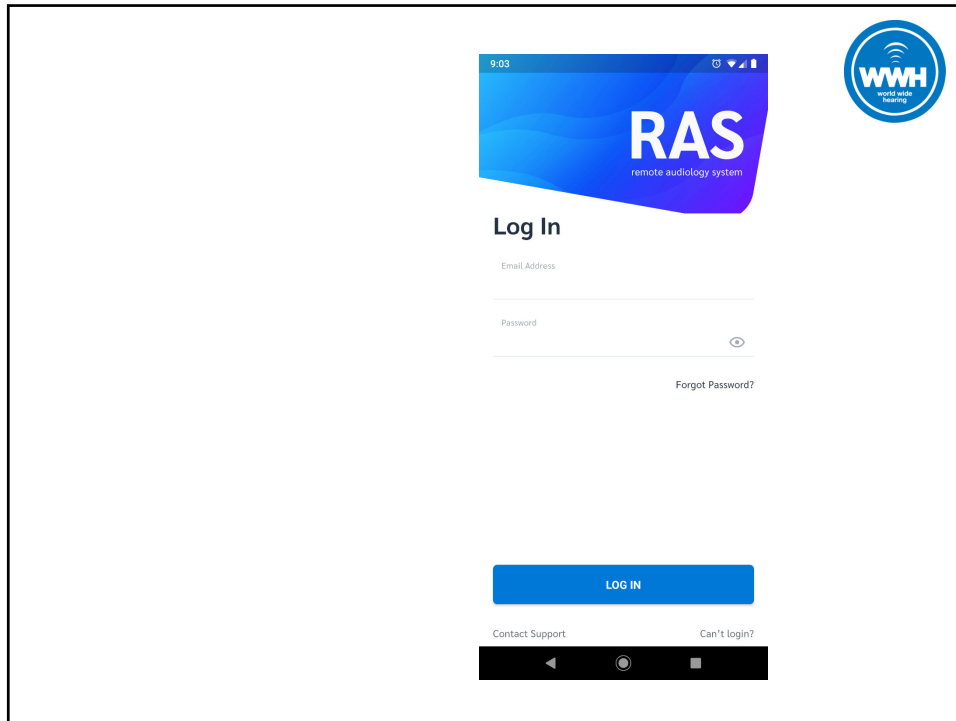 9:03
WWH
world wide
hearing
RAS
remote audiology system
Log In
Email Address
Password
Forgot Password?
LOG IN
Contact Support
Can't login?